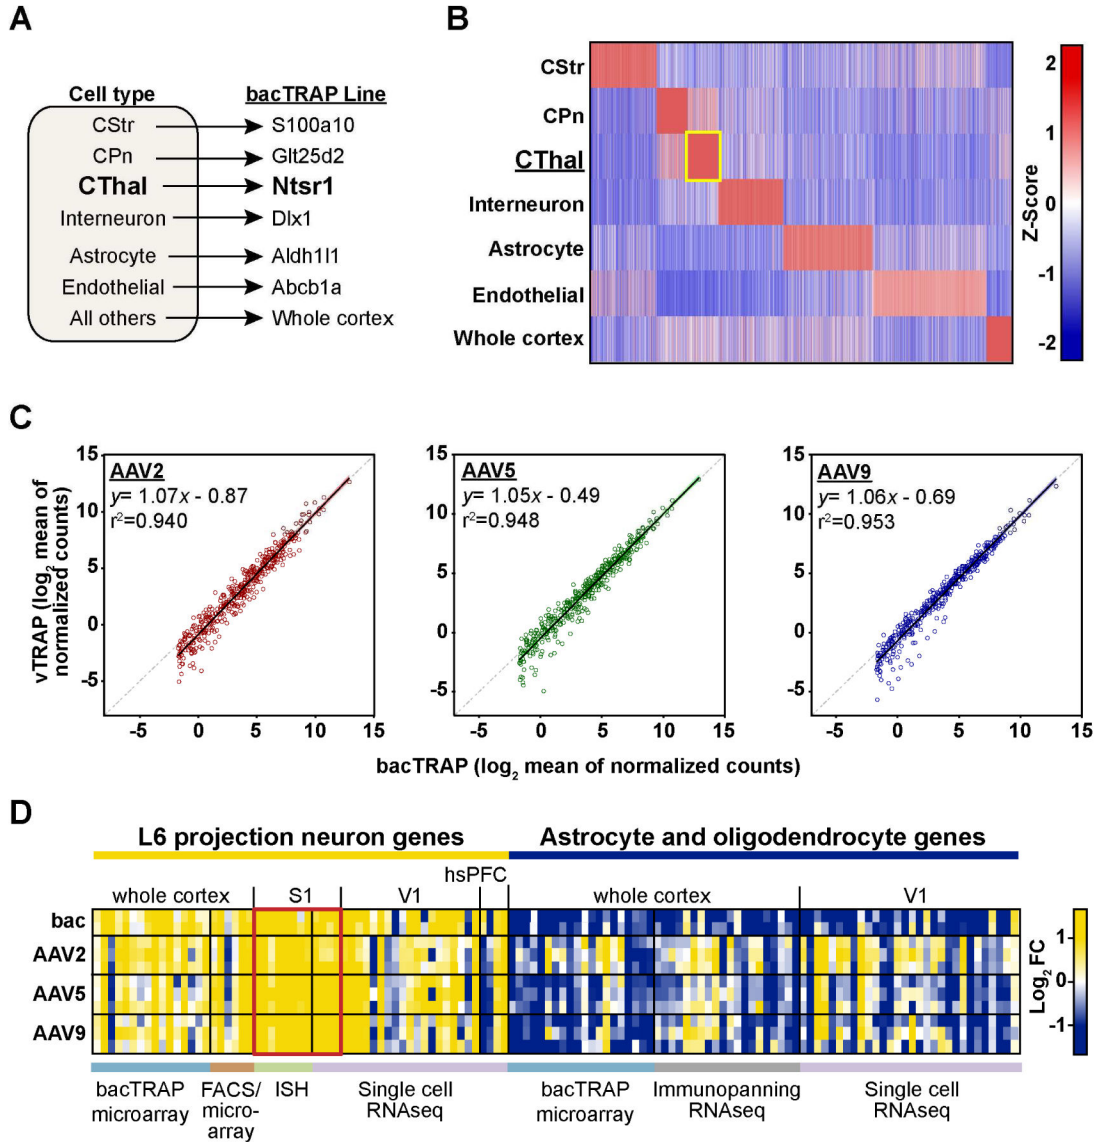 A
Cell type
bacTRAP Line
CStr
S100a10
CPn
Glt25d2
CThal
Ntsr1
Interneuron
Dlx1
Astrocyte
Aldh1l1
Endothelial
Abcb1a
All others
Whole cortex
B
CStr
CPn
CThal
Interneuron
Astrocyte
Endothelial
Whole cortex
2
1
0
-1
-2
Z-Score
C
vTRAP (log2 mean of
normalized counts)
15
10
5
0
-5
AAV2
y= 1.07x - 0.87
r2=0.940
-5 0 5 10 15
15
10
5
0
-5
AAV5
y= 1.05x - 0.49
r2=0.948
-5 0 5 10 15
15
10
5
0
-5
AAV9
y= 1.06x - 0.69
r2=0.953
-5 0 5 10 15
bacTRAP (log2 mean of normalized counts)
D
L6 projection neuron genes
Astrocyte and oligodendrocyte genes
whole cortex
S1
V1
hsPFC
whole cortex
V1
bac
AAV2
AAV5
AAV9
1
0
-1
Log2 FC
bacTRAP
microarray
FACS/
micro-
array
ISH
Single cell
RNAseq
bacTRAP
microarray
Immunopanning
RNAseq
Single cell
RNAseq